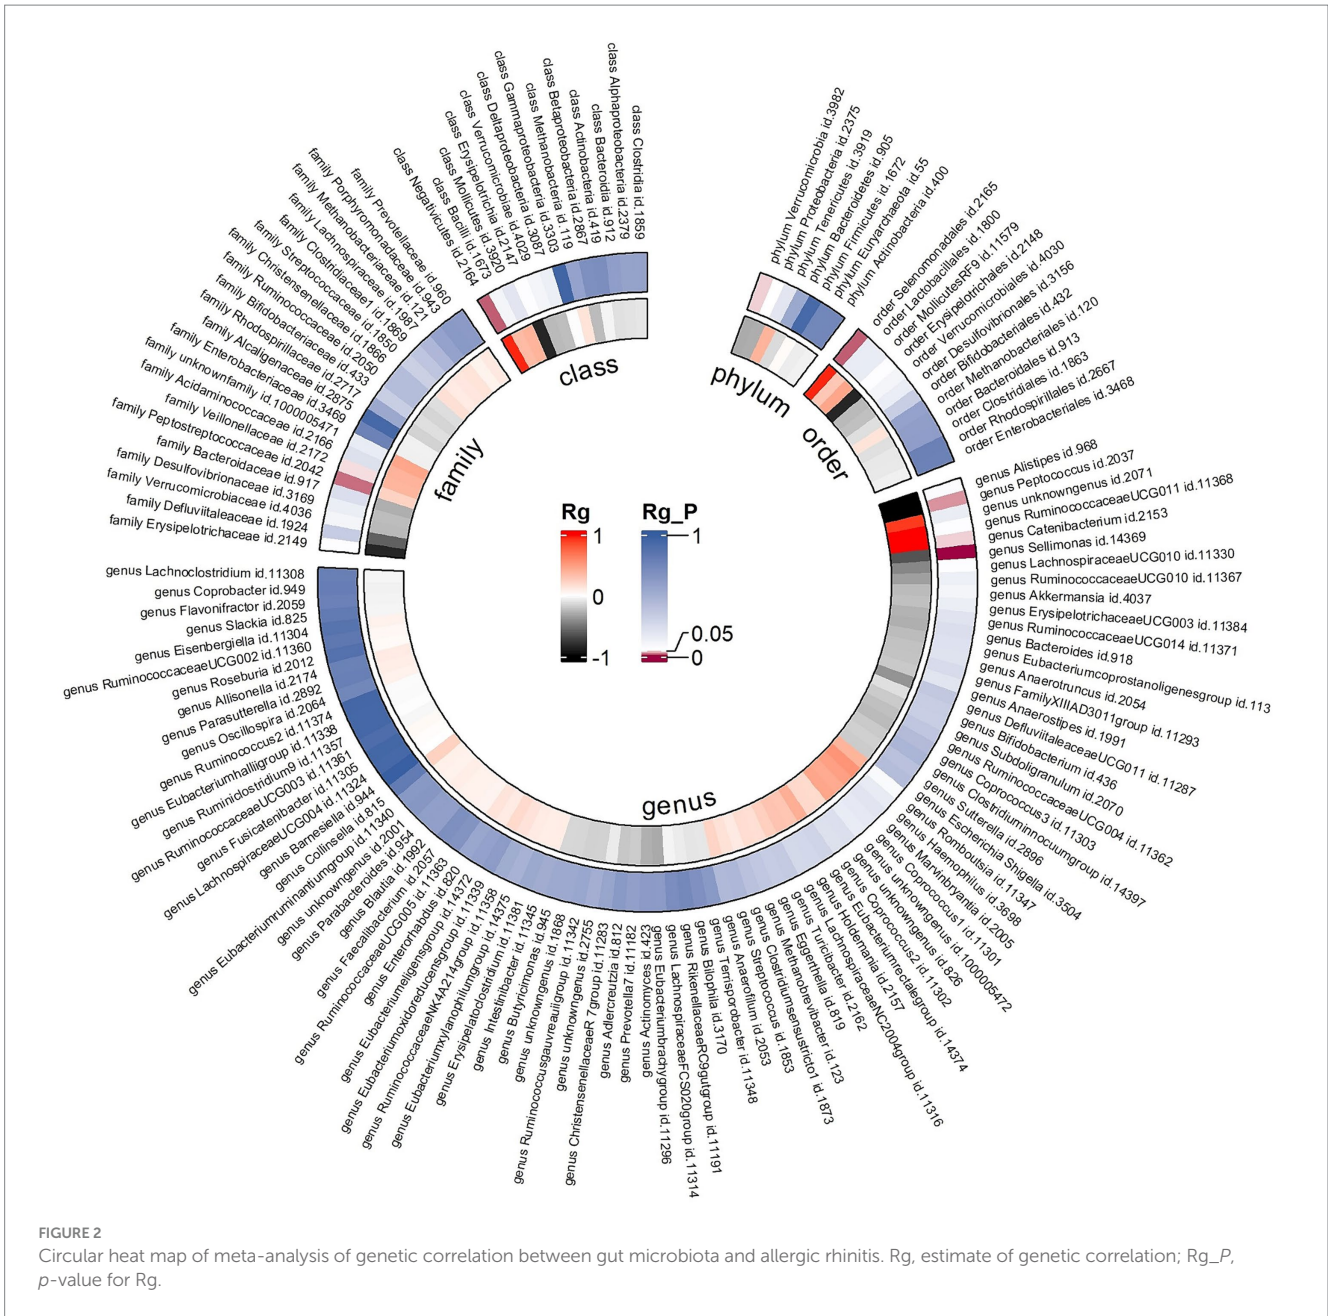 phylum Verrucomicrobia id.3982
phylum Proteobacteria id.2375
phylum Tenericutes id.3919
phylum Bacteroidetes id.905
phylum Firmicutes id.1672
phylum Euryarchaeota id.55
phylum Actinobacteria id.400
order Selenomonadales id.2165
order Lactobacillales id.1800
order MollicutesRF9 id.11579
order Erysipelotrichales id.2148
order Verrucomicrobiales id.4030
order Desulfovibrionales id.3156
order Bifidobacteriales id.432
order Methanobacteriales id.120
order Bacteroidales id.913
order Clostridiales id.1863
order Rhodospirillales id.2667
order Enterobacteriales id.3468
genus Alistipes id.968
genus Peptococcus id.2037
genus unknowngenus id.2071
genus RuminococcaceaeUCG011 id.11368
genus Catenibacterium id.2153
genus Sellimonas id.14369
genus LachnospiraceaeUCG010 id.11330
genus RuminococcaceaeUCG010 id.11367
genus Akkermansia id.4037
genus ErysipelotrichaceaeUCG003 id.11384
genus RuminococcaceaeUCG014 id.11371
genus Bacteroides id.918
genus Eubacteriumcoprostanoligenesgroup id.113
genus Anaerotruncus id.2054
genus FamilyXIIIAD3011group id.11293
genus Anaerostipes id.1991
genus DefluviitaleaceaeUCG011 id.11287
genus Bifidobacterium id.436
genus Subdoligranulum id.2070
genus RuminococcaceaeUCG004 id.11362
genus Coprococcus3 id.11303
genus Clostridiuminnocuumgroup id.14397
genus Sutterella id.2896
genus Escherichia Shigella id.3504
genus Romboutsia id.11347
genus Haemophilus id.3698
genus Marvinbryantia id.2005
genus Coprococcus1 id.11301
genus unknowngenus id.1000005472
genus unknowngenus id.826
genus Coprococcus2 id.11302
genus Eubacteriumrectalegroup id.14374
genus Holdemania id.2157
genus LachnospiraceaeNC2004group id.11316
genus Turicibacter id.2162
genus Eggerthella id.819
genus Methanobrevibacter id.123
genus Clostridiumsensustricto1 id.1873
genus Streptococcus id.1853
genus Anaerofilum id.2053
genus Terrisporobacter id.11348
genus Bilophila id.3170
genus RikenellaceaeRC9gutgroup id.11191
genus LachnospiraceaeFCS020group id.11314
genus Eubacteriumbrachygroup id.11296
genus Actinomyces id.423
genus Prevotella7 id.11182
genus Adlercreutzia id.812
genus ChristensenellaceaeR 7group id.11283
genus unknowngenus id.2755
genus Ruminococcusgauvreauiigroup id.11342
genus unknowngenus id.1868
genus Butyricimonas id.945
genus Intestinibacter id.11345
genus Erysipelatoclostridium id.11381
genus Eubacteriumxylanophilumgroup id.14375
genus RuminococcaceaeNK4A214group id.11358
genus Eubacteriumoxidoreducensgroup id.11339
genus Eubacteriumeligensgroup id.14372
genus Enterorhabdus id.820
genus RuminococcaceaeUCG005 id.11363
genus Faecalibacterium id.2057
genus Blautia id.1992
genus Parabacteroides id.954
genus unknowngenus id.2001
genus Eubacteriumruminantiumgroup id.11340
genus Collinsella id.815
genus Barnesiella id.944
genus LachnospiraceaeUCG004 id.11324
genus Fusicatenibacter id.11305
genus RuminococcaceaeUCG003 id.11361
genus Ruminiclostridium9 id.11357
genus Eubacteriumhalliigroup id.11338
genus Ruminococcus2 id.11374
genus Oscillospira id.2064
genus Parasutterella id.2892
genus Allisonella id.2174
genus Roseburia id.2012
genus RuminococcaceaeUCG002 id.11360
genus Eisenbergiella id.11304
genus Slackia id.825
genus Flavonifractor id.2059
genus Coprobacter id.949
genus Lachnoclostridium id.11308
family Erysipelotrichaceae id.2149
family Defluviitaleaceae id.1924
family Verrucomicrobiaceae id.4036
family Desulfovibrionaceae id.3169
family Bacteroidaceae id.917
family Peptostreptococcaceae id.2042
family Veillonellaceae id.2172
family Acidaminococcaceae id.2166
family unknownfamily id.1000005471
family Enterobacteriaceae id.3469
family Alcaligenaceae id.2875
family Rhodospirillaceae id.2717
family Bifidobacteriaceae id.433
family Ruminococcaceae id.2050
family Christensenellaceae id.1866
family Streptococcaceae id.1850
family Clostridiaceae1 id.1869
family Lachnospiraceae id.1987
family Methanobacteriaceae id.121
family Porphyromonadaceae id.943
family Prevotellaceae id.960
class Negativicutes id.2164
class Bacilli id.1673
class Mollicutes id.3920
class Erysipelotrichia id.2147
class Verrucomicrobiae id.4029
class Deltaproteobacteria id.3087
class Gammaproteobacteria id.3303
class Methanobacteria id.119
class Betaproteobacteria id.2867
class Actinobacteria id.419
class Bacteroidia id.912
class Alphaproteobacteria id.2379
class Clostridia id.1859
class
phylum
order
family
genus
Rg
1
0
-1
Rg_P
1
0.05
0
FIGURE 2
Circular heat map of meta-analysis of genetic correlation between gut microbiota and allergic rhinitis. Rg, estimate of genetic correlation; Rg_P,
p-value for Rg.